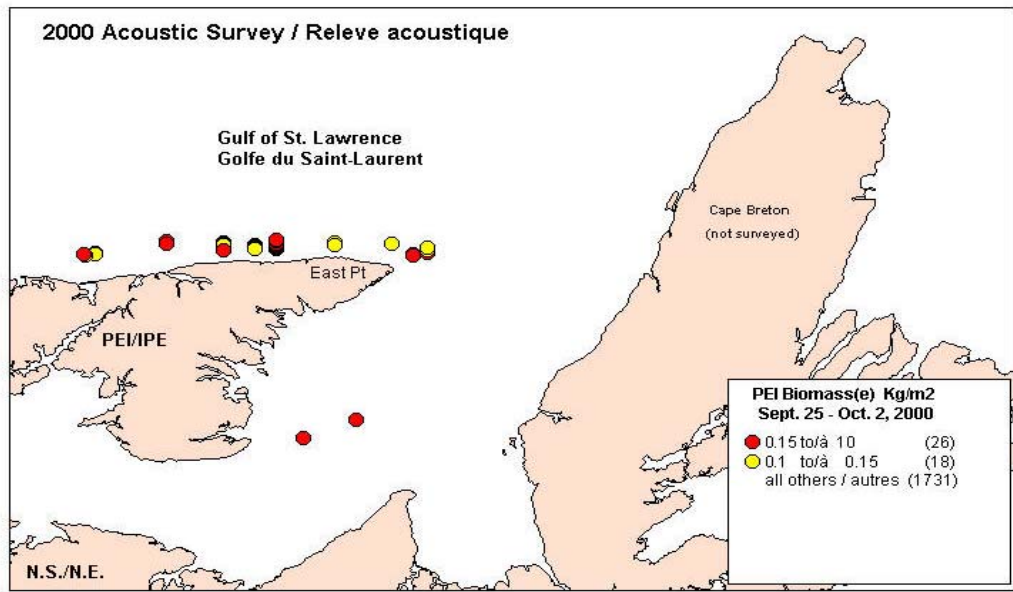 2000 Acoustic Survey / Releve acoustique
Gulf of St. Lawrence
Golfe du Saint-Laurent
Cape Breton
(not surveyed)
East Pt
PEI/IPE
PEI Biomass(e) Kg/m2
Sept. 25 - Oct. 2, 2000
0.15 to/à 10 (26)
0.1 to/à 0.15 (18)
all others / autres (1731)
N.S./N.E.